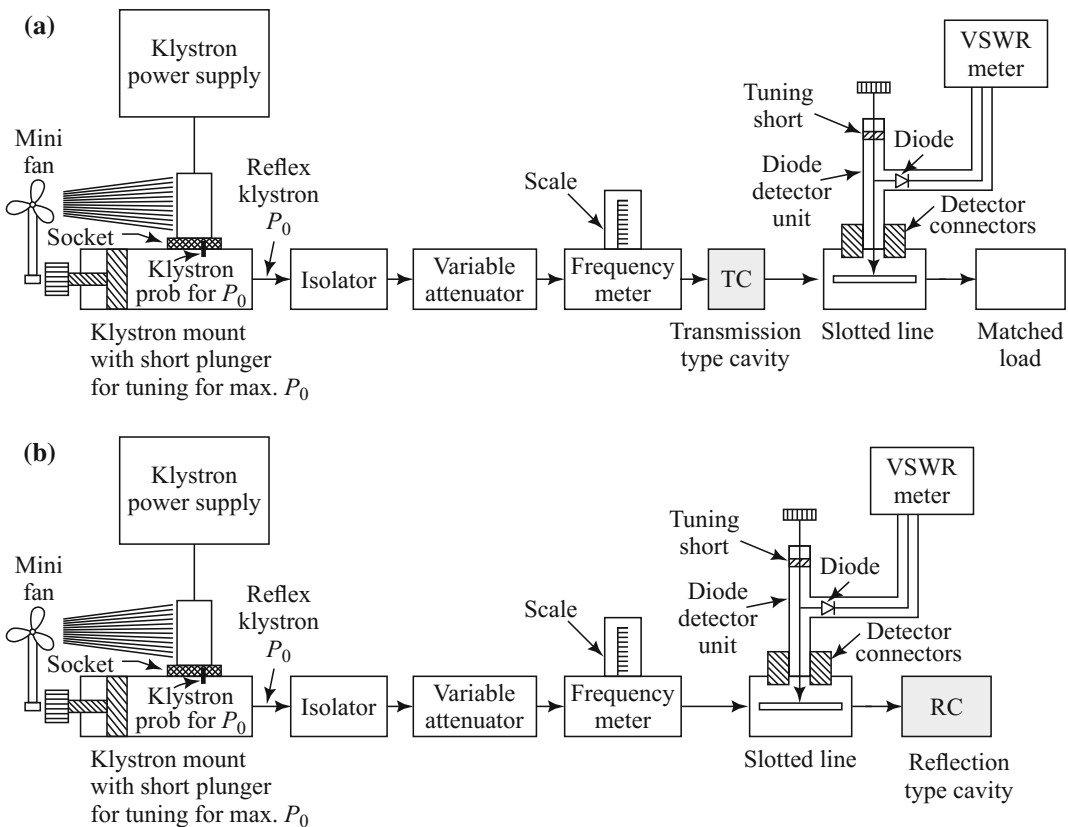 (a)
Klystron
power supply
VSWR
meter
Tuning
short
Mini
fan
Reflex
klystron
P0
Diode
Diode
detector
unit
Scale
Detector
connectors
Socket
Klystron
prob for P0
Isolator
Variable
attenuator
Frequency
meter
TC
Klystron mount
with short plunger
for tuning for max. P0
Transmission
type cavity
Slotted line
Matched
load
(b)
Klystron
power supply
VSWR
meter
Tuning
short
Mini
fan
Reflex
klystron
P0
Diode
Diode
detector
unit
Scale
Detector
connectors
Socket
Klystron
prob for P0
Isolator
Variable
attenuator
Frequency
meter
RC
Klystron mount
with short plunger
for tuning for max. P0
Slotted line
Reflection
type cavity